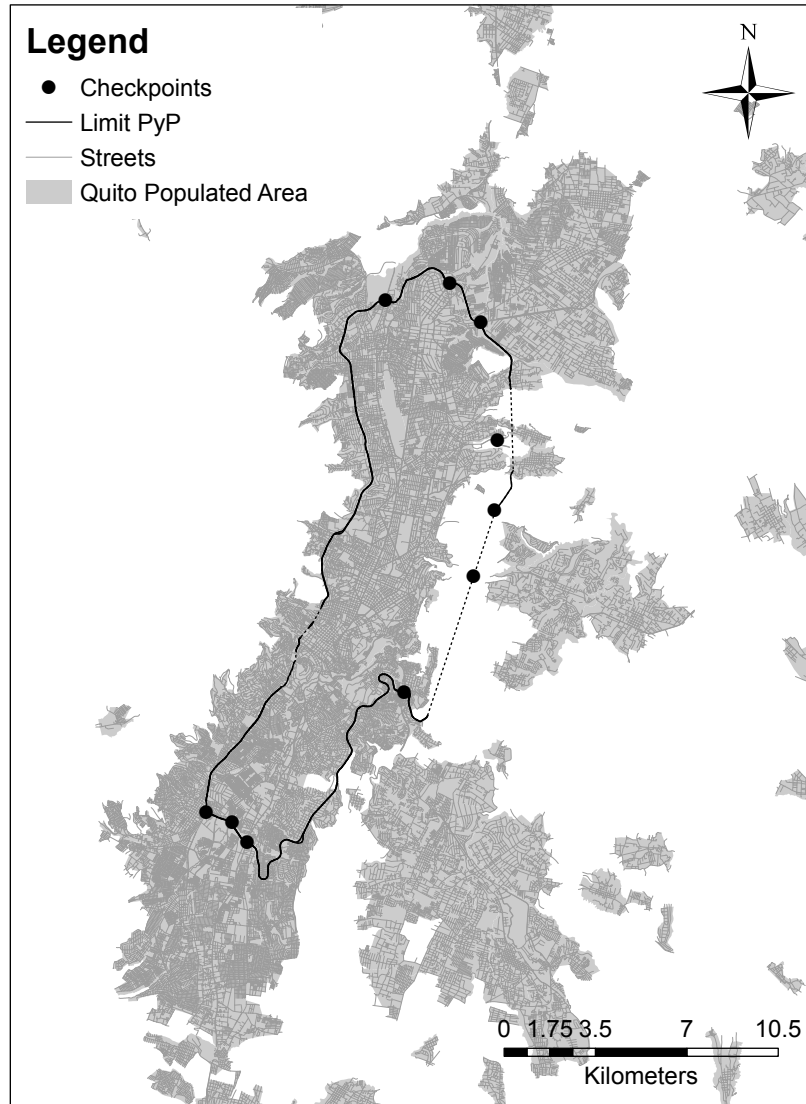 Legend
Checkpoints
Limit PyP
Streets
Quito Populated Area
N
0 1.75 3.5 7 10.5
Kilometers